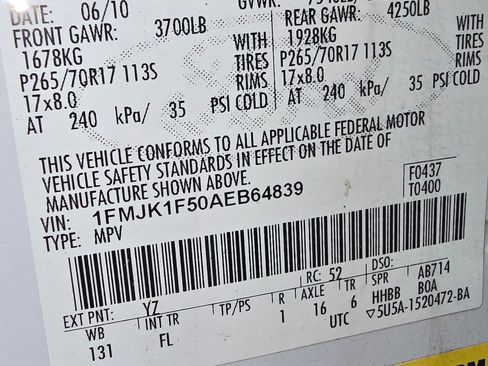 DATE: 06/10 GVWR:
FRONT GAWR: 3700LB REAR GAWR: 4250LB
1678KG WITH 1928KG WITH
P265/70R17 113S TIRES P265/70R17 113S TIRES
17x8.0 RIMS 17x8.0 RIMS
AT 240 kPa/ 35 PSI COLD AT 240 kPa/ 35 PSI COLD
THIS VEHICLE CONFORMS TO ALL APPLICABLE FEDERAL MOTOR
VEHICLE SAFETY STANDARDS IN EFFECT ON THE DATE OF
MANUFACTURE SHOWN ABOVE.
VIN: 1FMJK1F50AEB64839 F0437
TYPE: MPV T0400
EXT PNT: YZ RC: 52 DSO:
WB INT TR TP/PS R AXLE TR SPR AB714
131 FL 1 16 6 HHBB B0A
UTC ▽5U5A-1520472-BA